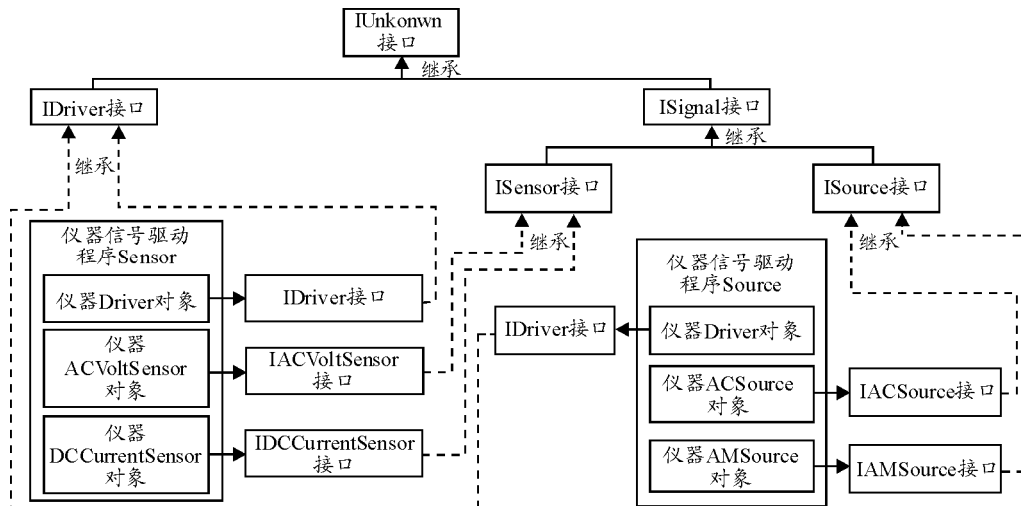 IUnkonwn
接口
继承
IDriver接口
ISignal接口
继承
继承
ISensor接口
ISource接口
继承
继承
仪器信号驱动
程序Sensor
仪器Driver对象
IDriver接口
仪器
ACVoltSensor
对象
IACVoltSensor
接口
仪器
DCCurrentSensor
对象
IDCCurrentSensor
接口
仪器信号驱动
程序Source
IDriver接口
仪器Driver对象
仪器ACSource
对象
IACSource接口
仪器AMSource
对象
IAMSource接口